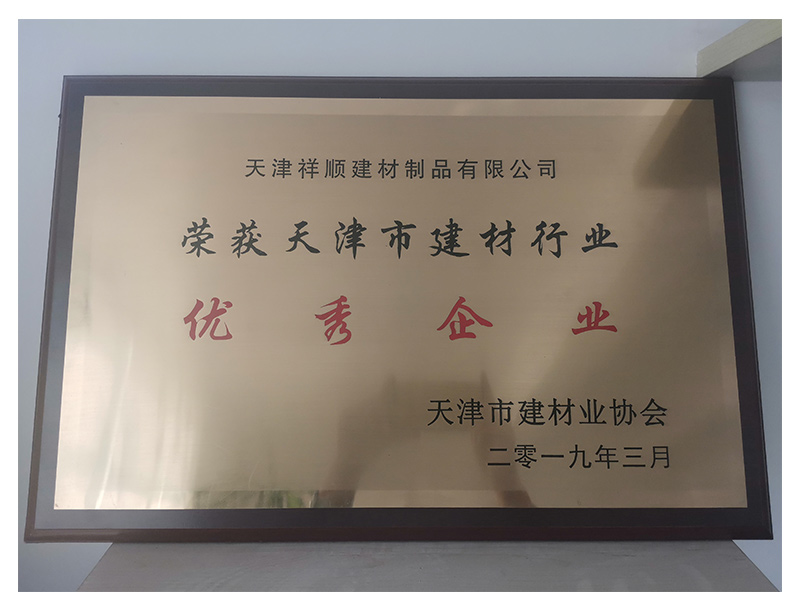 天津祥顺建材制品有限公司
荣获天津市建材行业
优秀企业
天津市建材业协会
二零一九年三月